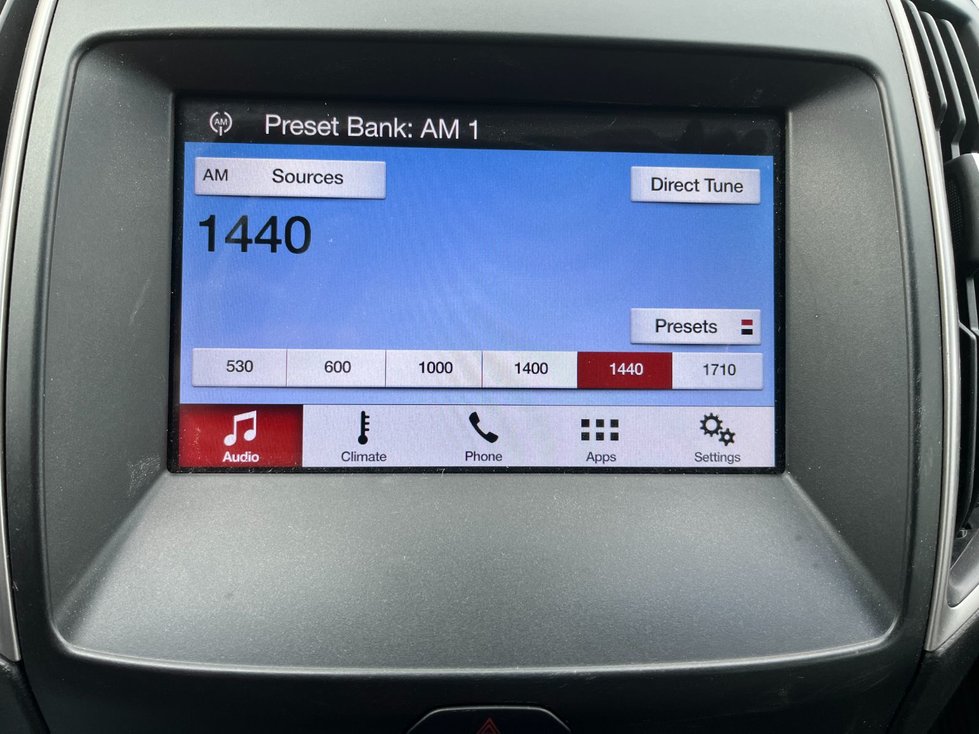 AM Preset Bank: AM 1
AM Sources Direct Tune
1440
Presets
530 600 1000 1400 1440 1710
Audio Climate Phone Apps Settings